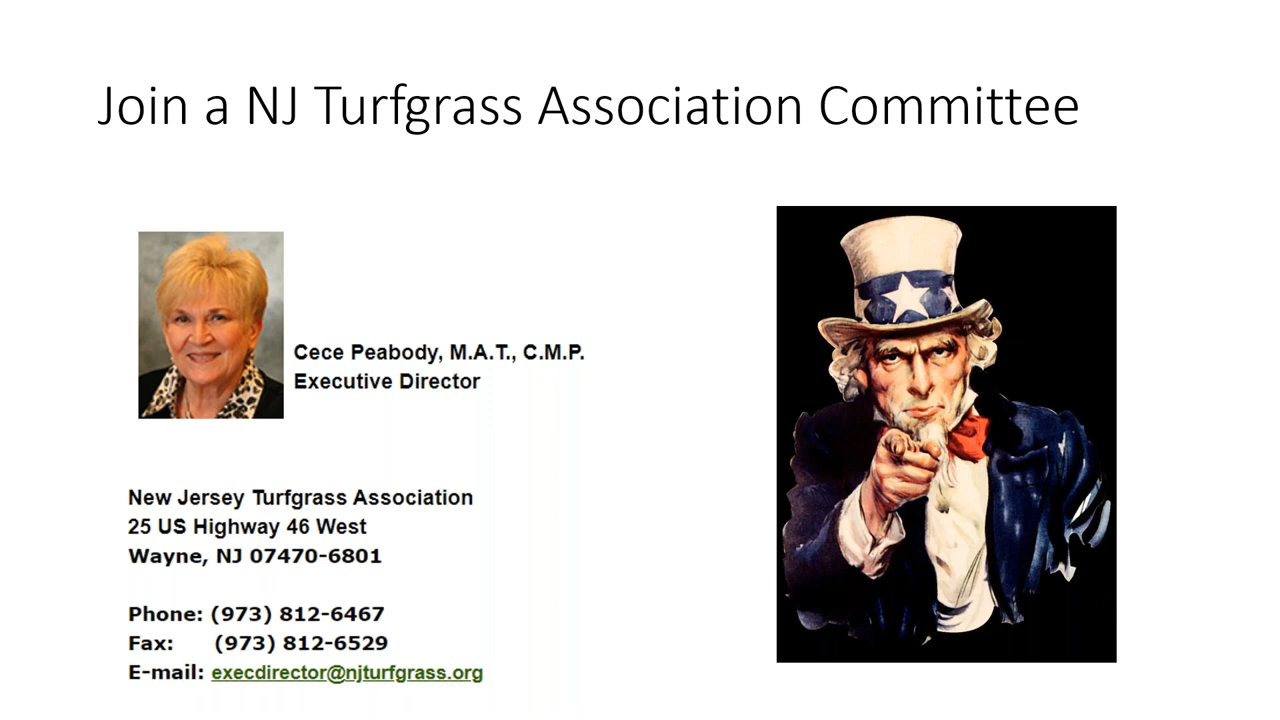 Join a NJ Turfgrass Association Committee
Cece Peabody, M.A.T., C.M.P.
Executive Director
New Jersey Turfgrass Association
25 US Highway 46 West
Wayne, NJ 07470-6801
Phone: (973) 812-6467
Fax: (973) 812-6529
E-mail: execdirector@njturfgrass.org